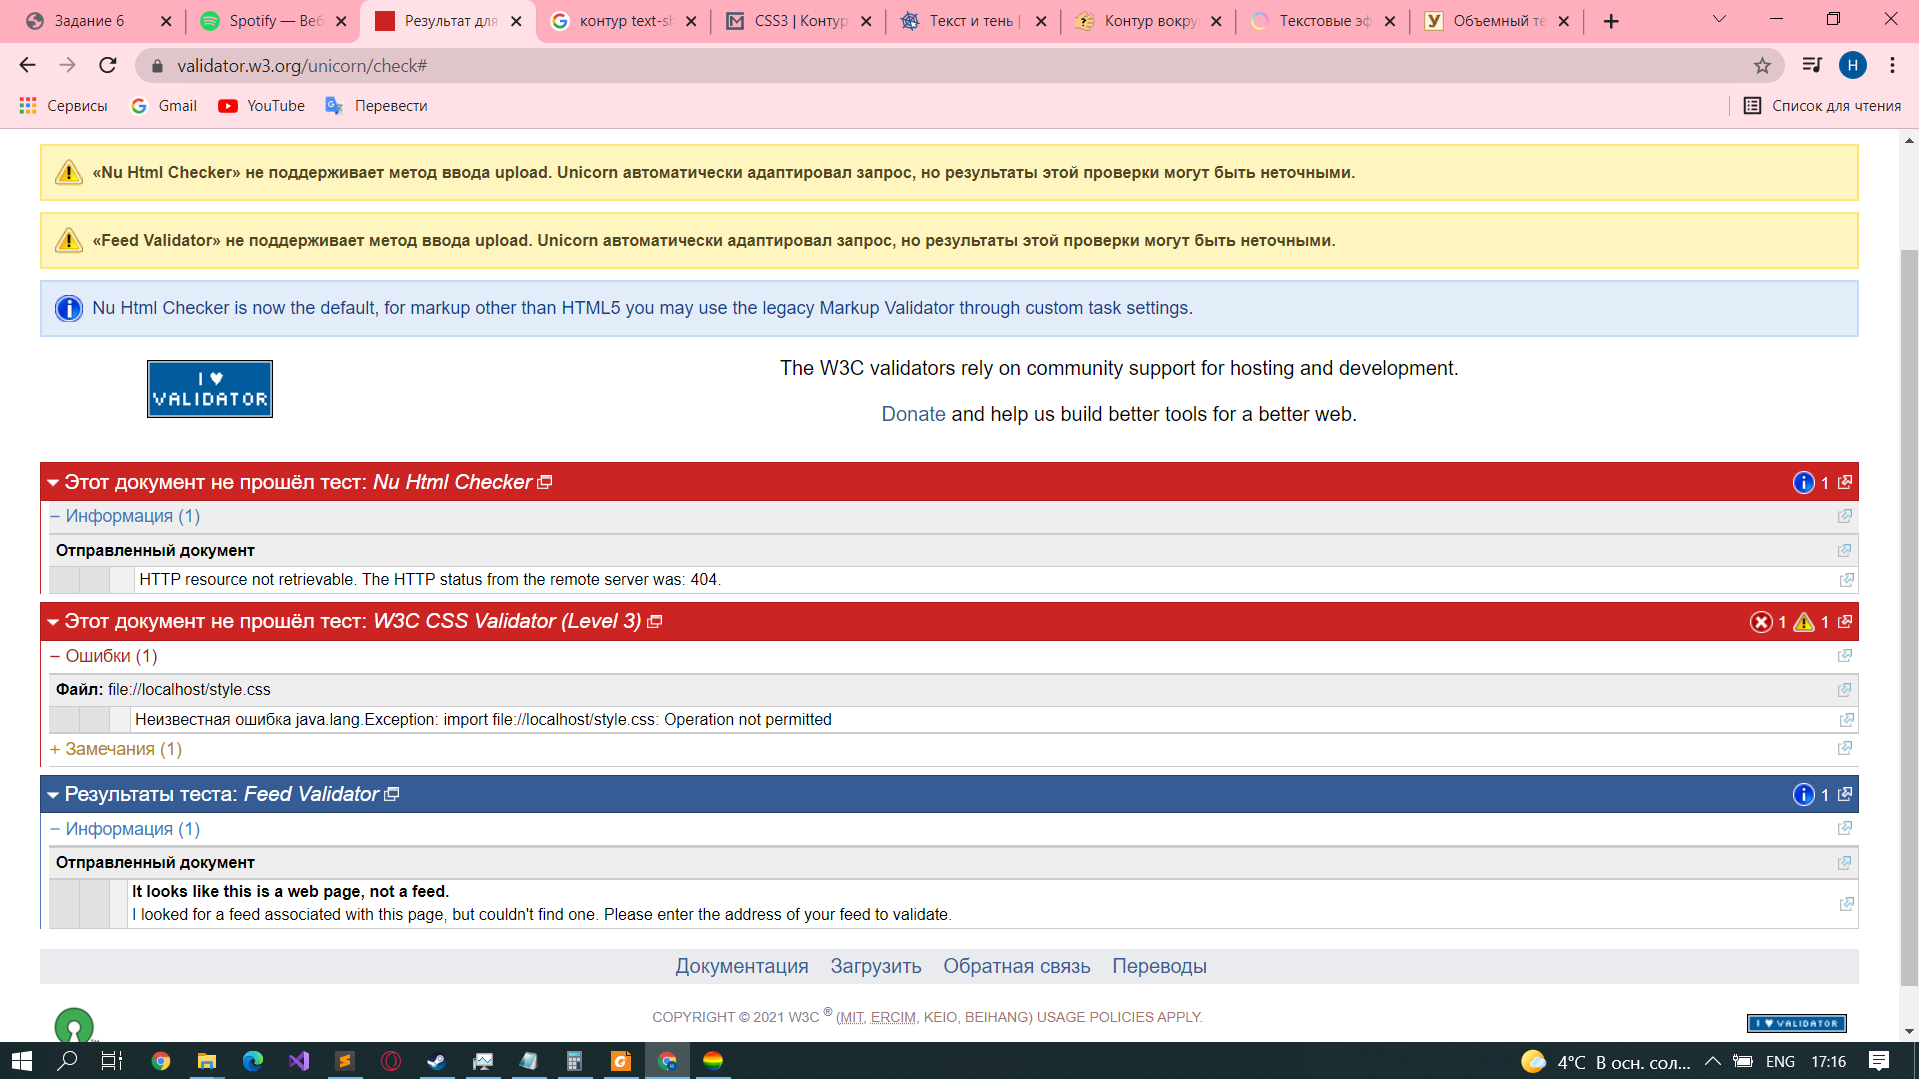 Задание 6
Spotify — Веб
Результат для
контур text-sh
CSS3 | Контур
Текст и тень |
Контур вокру
Текстовые эф
Объемный те
validator.w3.org/unicorn/check#
H
Сервисы
Gmail
YouTube
Перевести
Список для чтения
«Nu Html Checker» не поддерживает метод ввода upload. Unicorn автоматически адаптировал запрос, но результаты этой проверки могут быть неточными.
«Feed Validator» не поддерживает метод ввода upload. Unicorn автоматически адаптировал запрос, но результаты этой проверки могут быть неточными.
Nu Html Checker is now the default, for markup other than HTML5 you may use the legacy Markup Validator through custom task settings.
I ♥
VALIDATOR
The W3C validators rely on community support for hosting and development.
Donate and help us build better tools for a better web.
Этот документ не прошёл тест: Nu Html Checker
1
− Информация (1)
Отправленный документ
HTTP resource not retrievable. The HTTP status from the remote server was: 404.
Этот документ не прошёл тест: W3C CSS Validator (Level 3)
1 1
− Ошибки (1)
Файл: file://localhost/style.css
Неизвестная ошибка java.lang.Exception: import file://localhost/style.css: Operation not permitted
+ Замечания (1)
Результаты теста: Feed Validator
1
− Информация (1)
Отправленный документ
It looks like this is a web page, not a feed.
I looked for a feed associated with this page, but couldn't find one. Please enter the address of your feed to validate.
Документация Загрузить Обратная связь Переводы
COPYRIGHT © 2021 W3C ® (MIT, ERCIM, KEIO, BEIHANG) USAGE POLICIES APPLY.
I ♥ VALIDATOR
4°C В осн. сол...
ENG
17:16